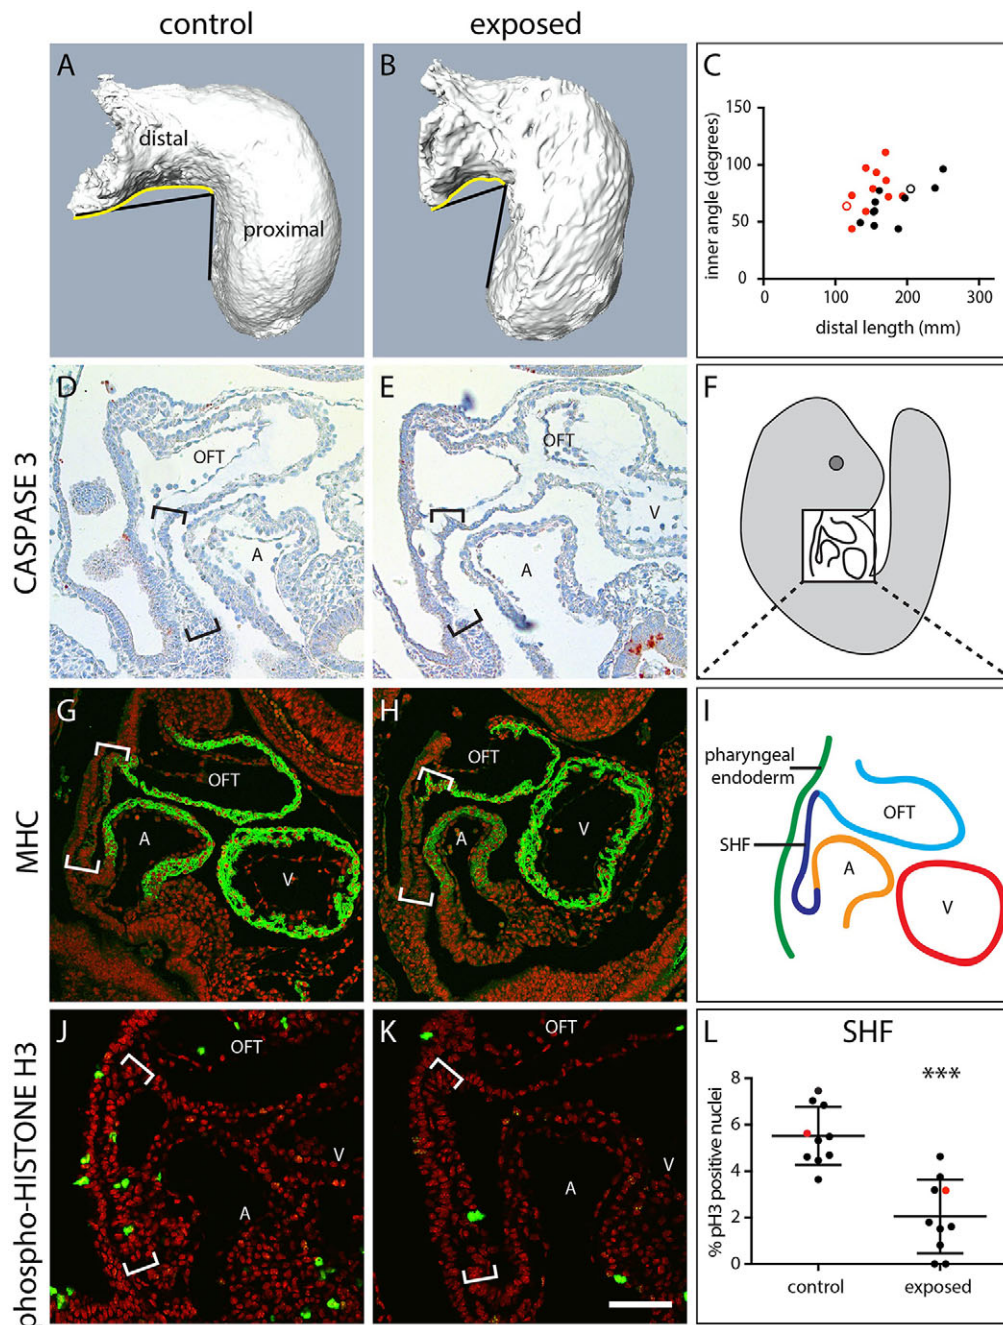 control
exposed
A
distal
proximal
B
C
inner angle (degrees)
150
100
50
0
0
100
200
300
distal length (mm)
CASPASE 3
D
OFT
A
E
OFT
V
A
F
MHC
G
OFT
A
V
H
OFT
A
V
I
pharyngeal
endoderm
SHF
OFT
A
V
phospho-HISTONE H3
J
OFT
V
A
K
OFT
V
A
L
SHF
% pH3 positive nuclei
8
6
4
2
0
***
control
exposed